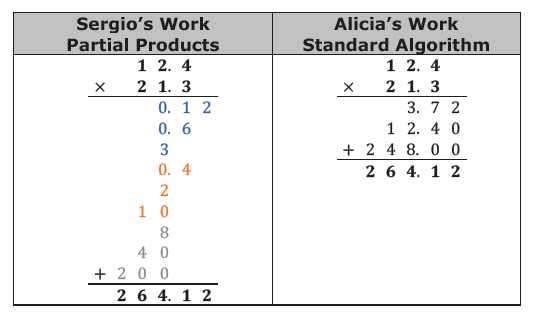 Sergio’s Work
Partial Products
1 2. 4
× 2 1. 3
0. 1 2
0. 6
3
0. 4
2
1 0
8
4 0
+ 2 0 0
2 6 4. 1 2
Alicia’s Work
Standard Algorithm
1 2. 4
× 2 1. 3
3. 7 2
1 2. 4 0
+ 2 4 8. 0 0
2 6 4. 1 2